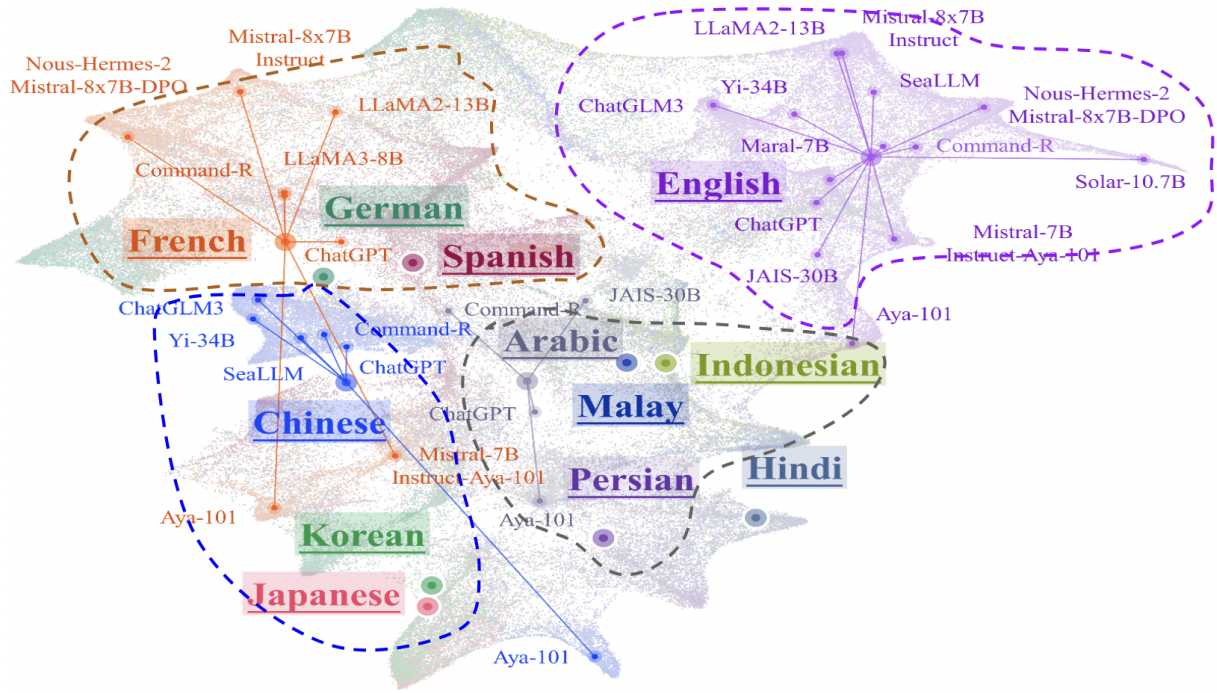 Mistral-8x7B
Instruct
Nous-Hermes-2
Mistral-8x7B-DPO
LLaMA2-13B
Command-R
LLaMA3-8B
German
French
ChatGPT
Spanish
LLaMA2-13B
Mistral-8x7B
Instruct
SeaLLM
Yi-34B
ChatGLM3
Nous-Hermes-2
Mistral-8x7B-DPO
Maral-7B
Command-R
English
Solar-10.7B
ChatGPT
Mistral-7B
Instruct-Aya-101
JAIS-30B
Aya-101
ChatGLM3
Command-R
Yi-34B
ChatGPT
SeaLLM
Chinese
Mistral-7B
Instruct-Aya-101
Aya-101
Korean
Japanese
Aya-101
Command-R
JAIS-30B
Arabic
Indonesian
Malay
ChatGPT
Persian
Hindi
Aya-101